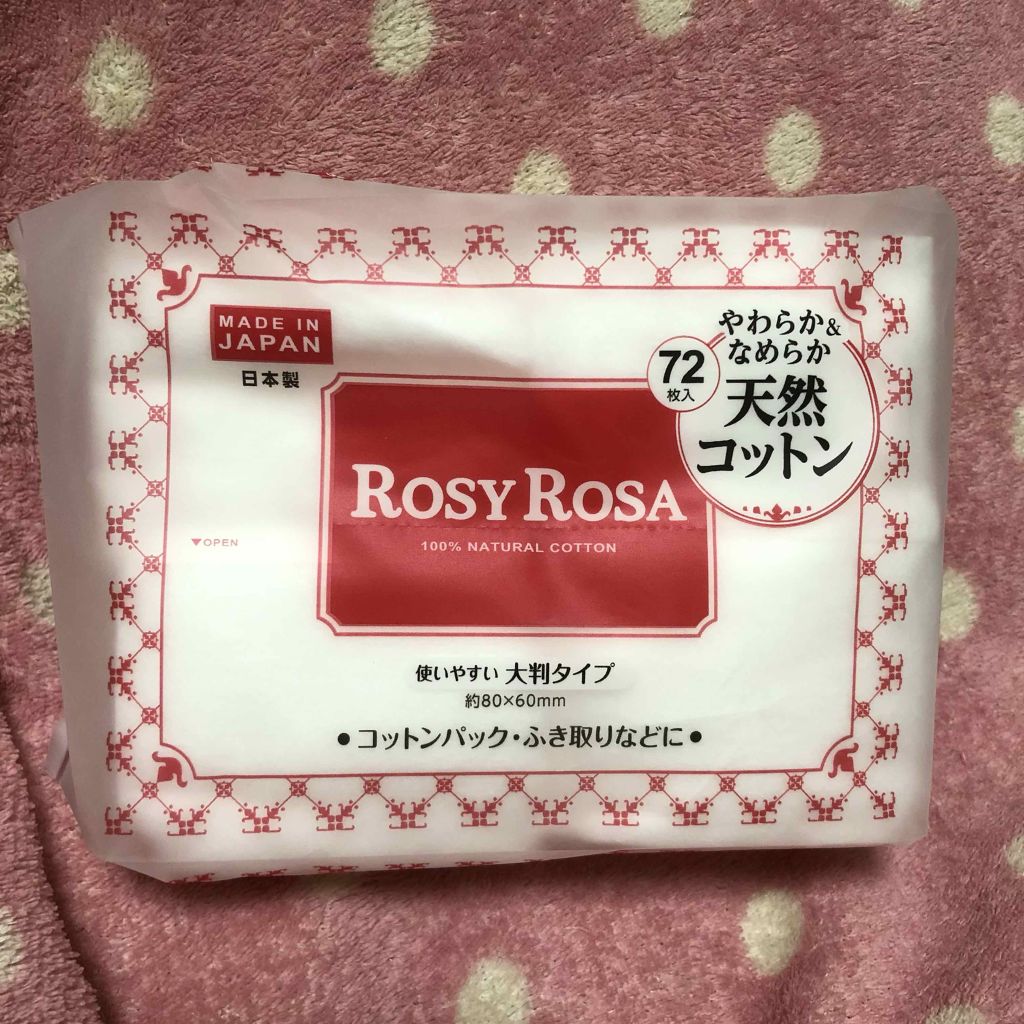 MADE IN
JAPAN
日本製
やわらか&
なめらか
天然
コットン
72
枚入
ROSY ROSA
100% NATURAL COTTON
▼OPEN
使いやすい 大判タイプ
約80×60mm
●コットンパック・ふき取りなどに●